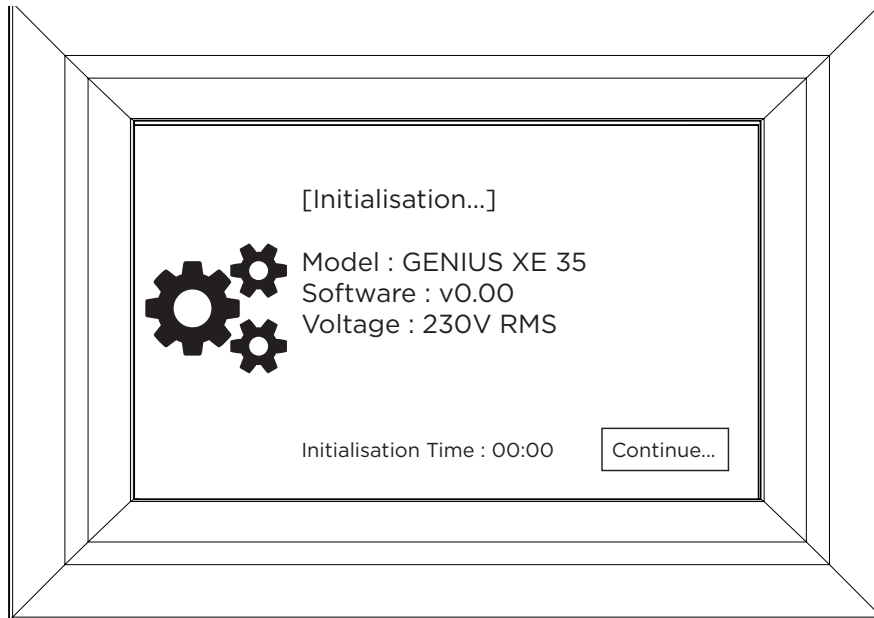 [Initialisation...]
Model : GENIUS XE 35
Software : v0.00
Voltage : 230V RMS
Initialisation Time : 00:00
Continue...